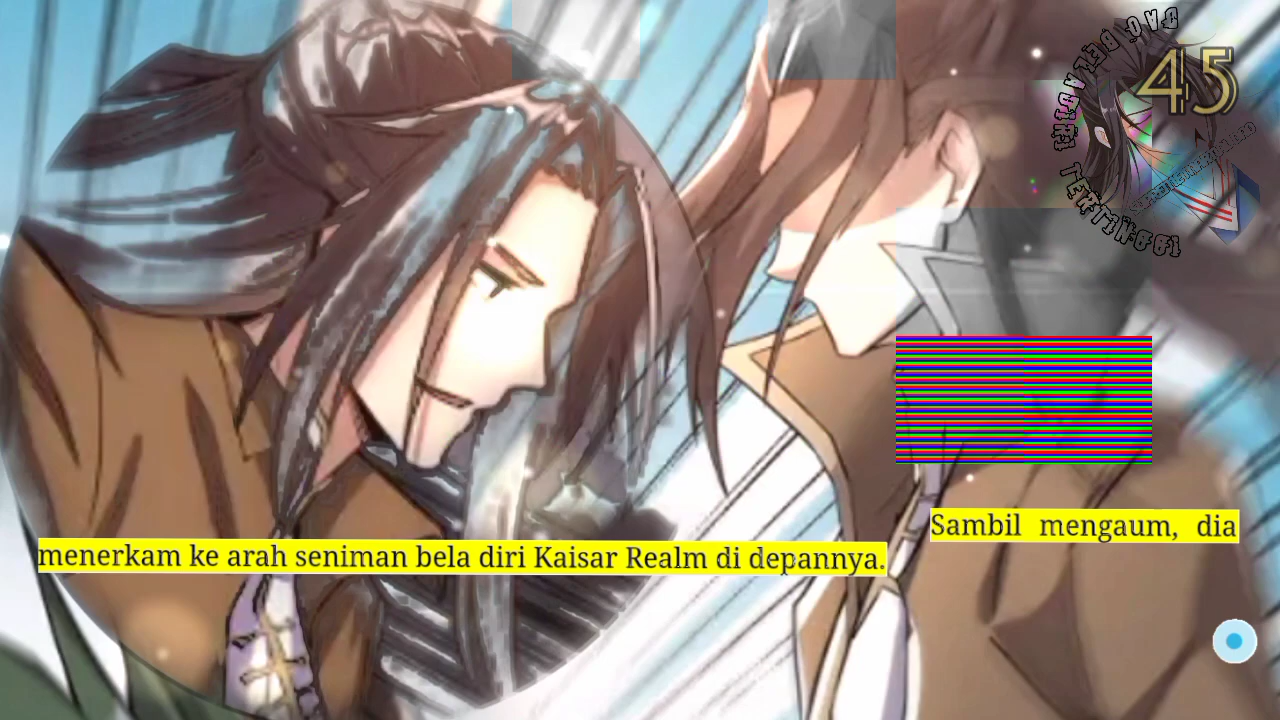 45
Sambil mengaum, dia
menerkam ke arah seniman bela diri Kaisar Realm di depannya.